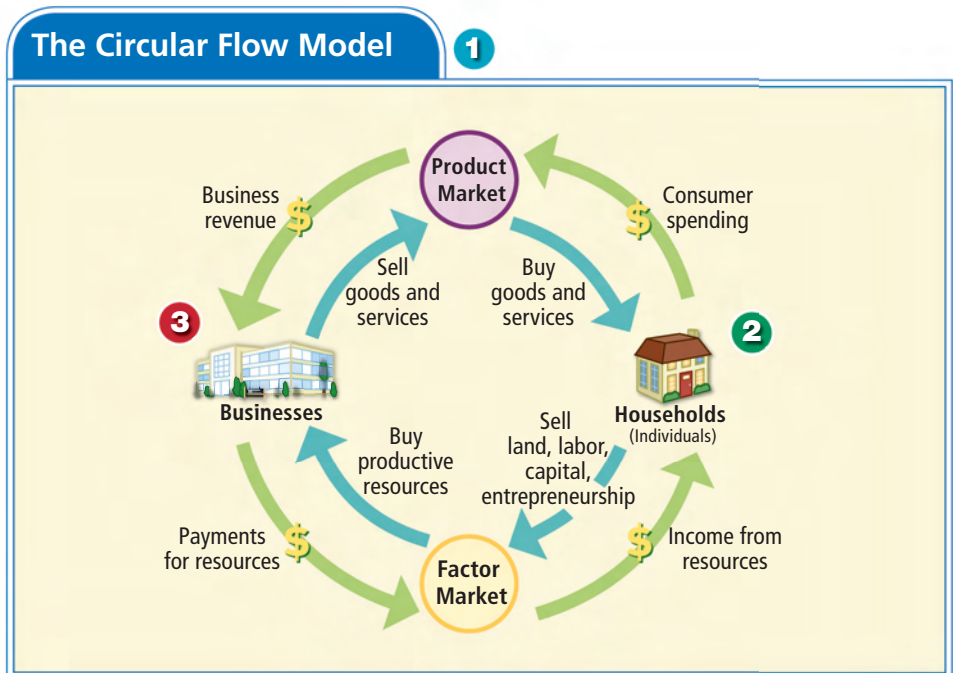 The Circular Flow Model
1
Product
Market
Business
revenue
$
Consumer
spending
$
Sell
goods and
services
Buy
goods and
services
3
Businesses
2
Households
(Individuals)
Buy
productive
resources
Sell
land, labor,
capital,
entrepreneurship
Payments
for resources
$
Factor
Market
$
Income from
resources